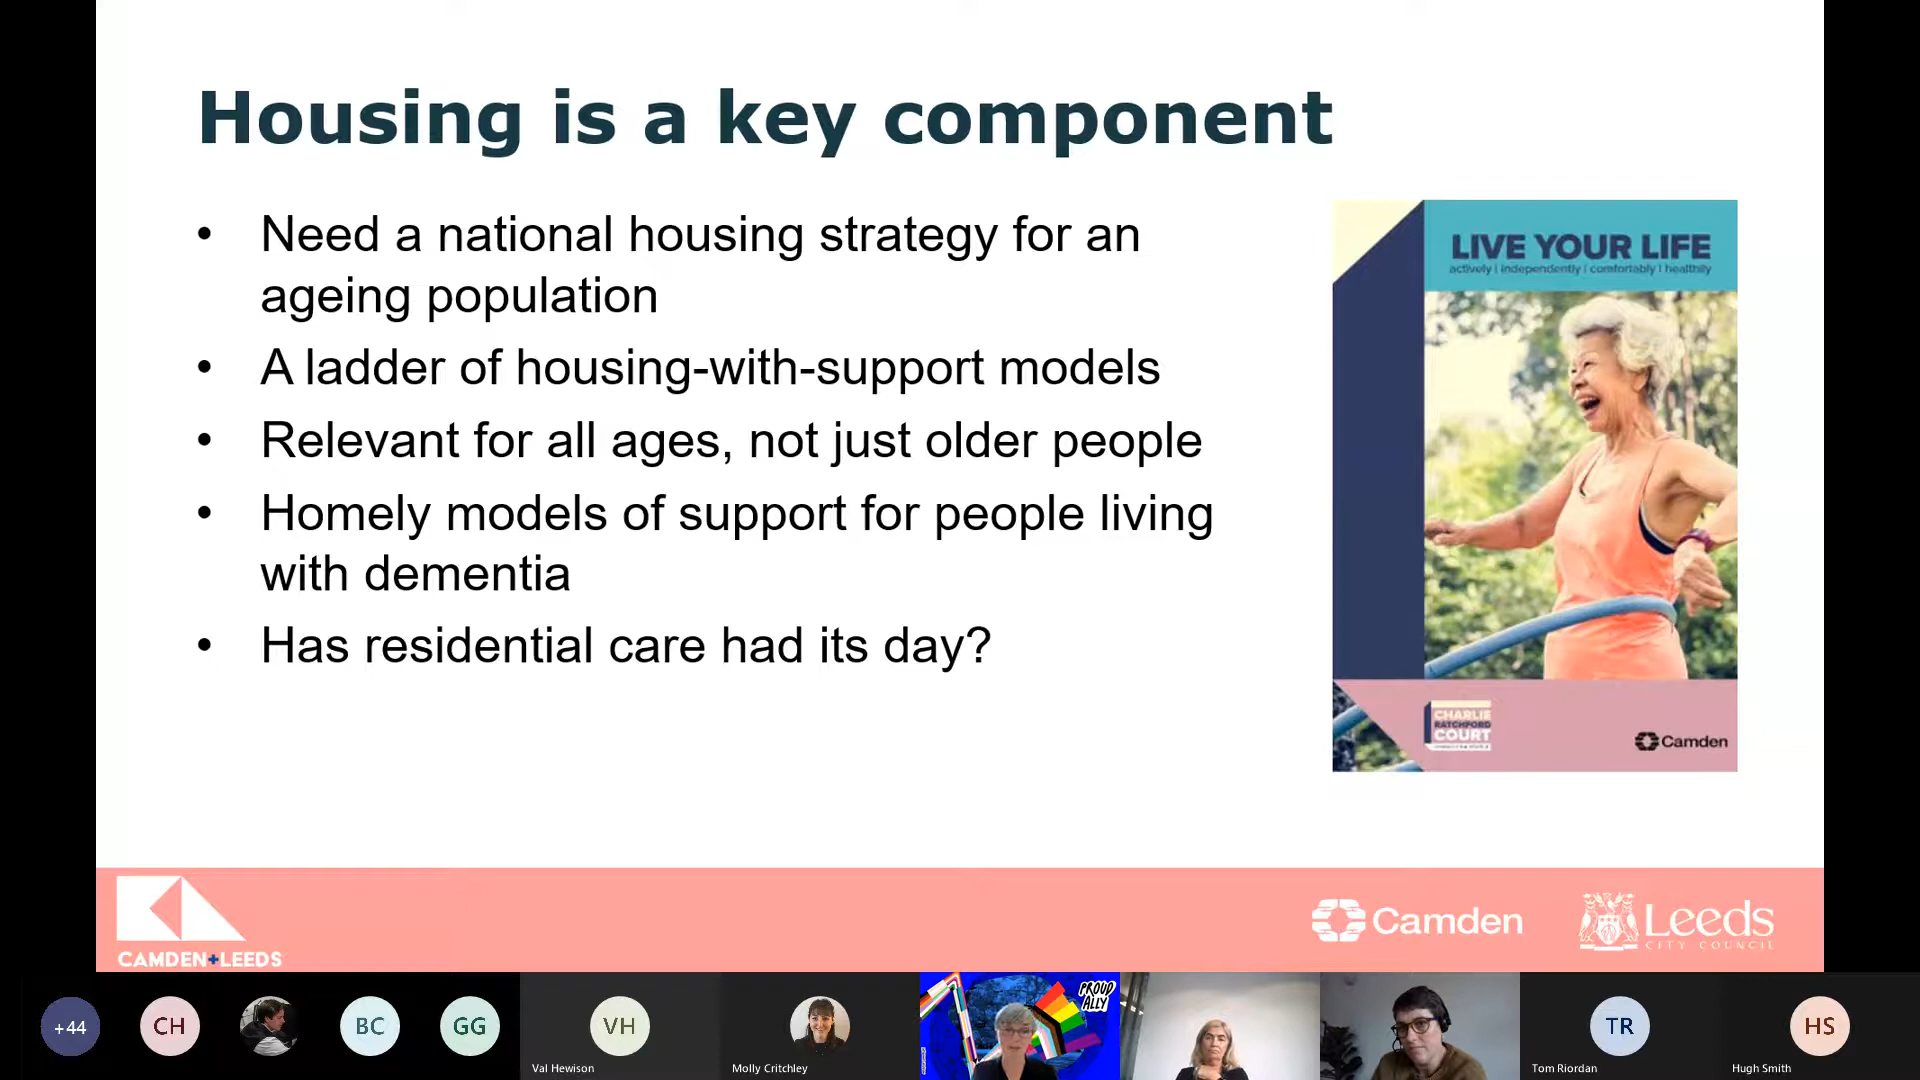 Housing is a key component
• Need a national housing strategy for an
ageing population
• A ladder of housing-with-support models
• Relevant for all ages, not just older people
• Homely models of support for people living
with dementia
• Has residential care had its day?
LIVE YOUR LIFE
actively | independently | comfortably | healthily
CHARLIE
RATCHFORD
COURT
Camden
CAMDEN+LEEDS
Camden
Leeds
CITY COUNCIL
+44
CH
BC
GG
VH
Val Hewison
Molly Critchley
PROUD
ALLY
TR
Tom Riordan
HS
Hugh Smith